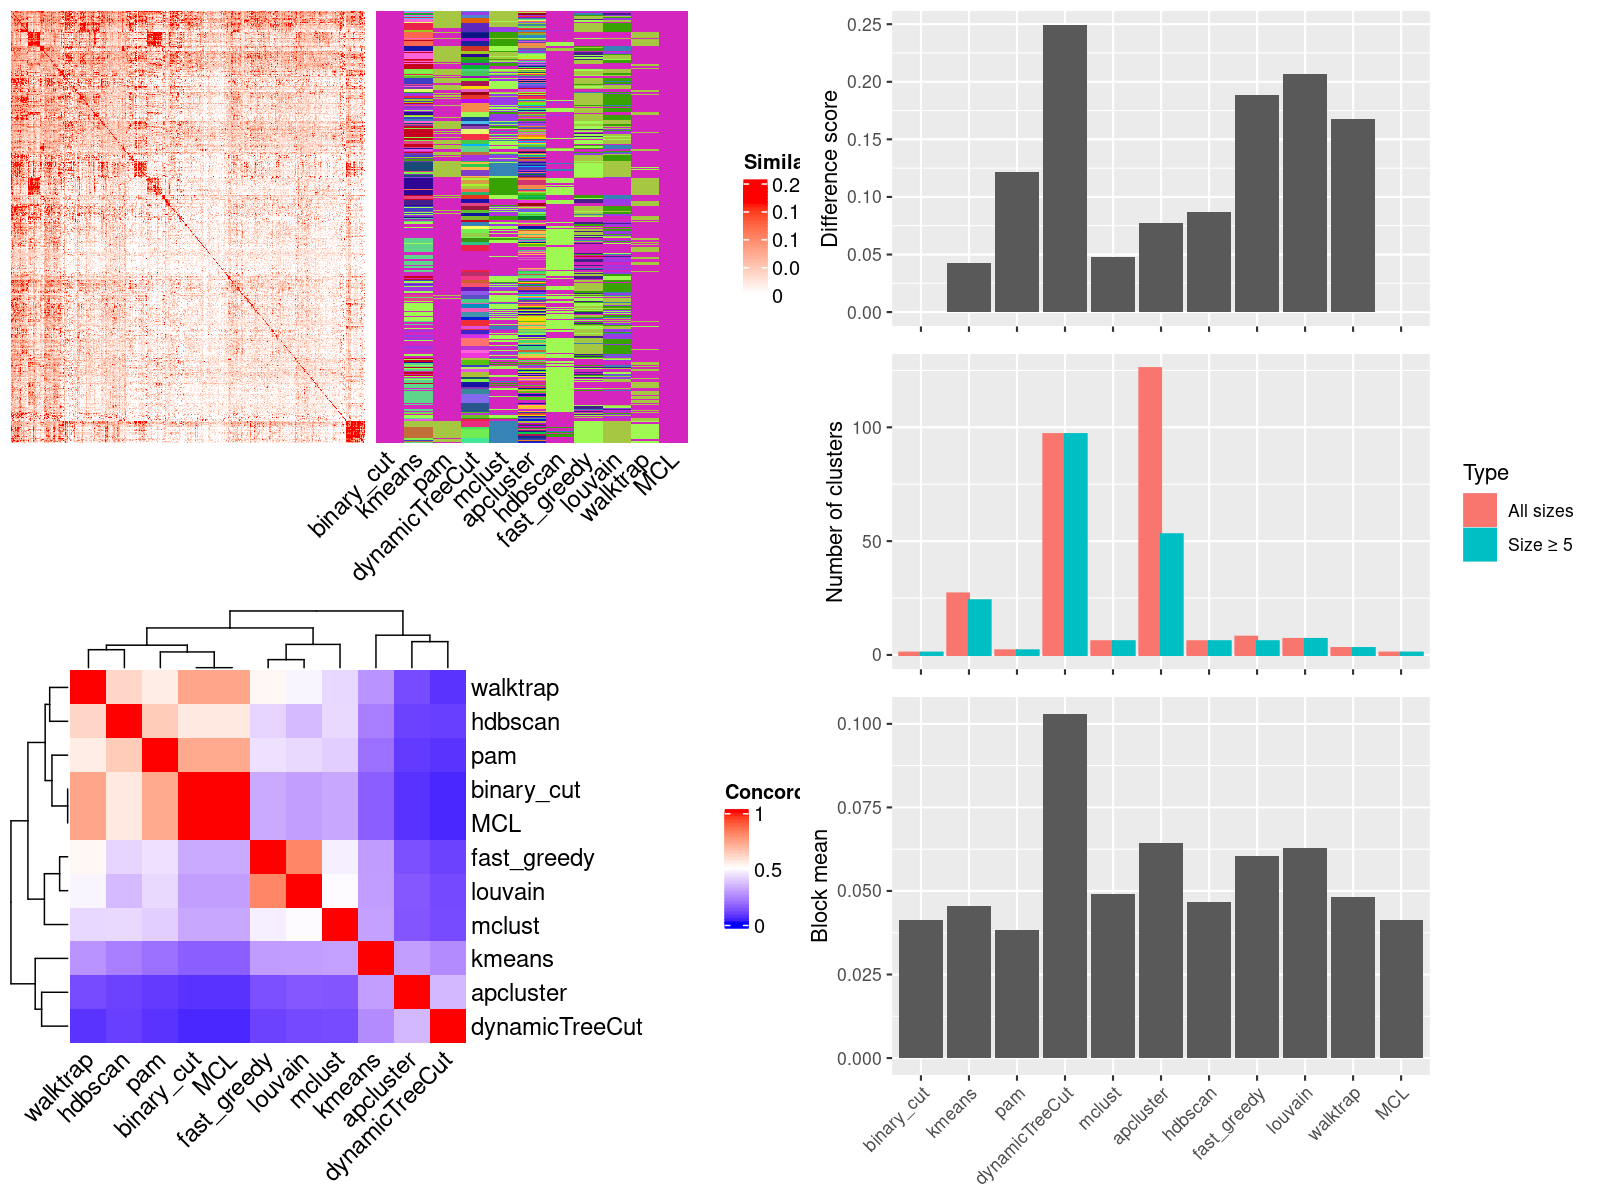 Simila
0.2
0.1
0.1
0.0
0
binary_cut
kmeans
pam
dynamicTreeCut
mclust
apcluster
hdbscan
fast_greedy
louvain
walktrap
MCL
walktrap
hdbscan
pam
binary_cut
MCL
fast_greedy
louvain
mclust
kmeans
apcluster
dynamicTreeCut
walktrap
hdbscan
pam
binary_cut
MCL
fast_greedy
louvain
mclust
kmeans
apcluster
dynamicTreeCut
Concorc
1
0.5
0
Difference score
0.25
0.20
0.15
0.10
0.05
0.00
Number of clusters
100
50
0
Type
All sizes
Size ≥ 5
Block mean
0.100
0.075
0.050
0.025
0.000
binary_cut
kmeans
pam
dynamicTreeCut
mclust
apcluster
hdbscan
fast_greedy
louvain
walktrap
MCL